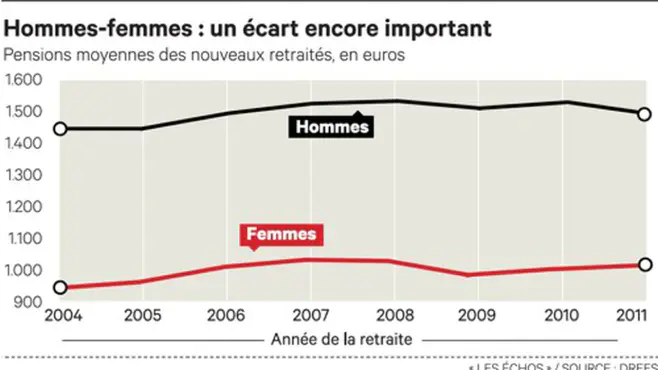 Hommes-femmes : un écart encore important
Pensions moyennes des nouveaux retraités, en euros
1.600
1.500
1.400
1.300
1.200
1.100
1.000
900
Hommes
Femmes
2004 2005 2006 2007 2008 2009 2010 2011
Année de la retraite
« LES ÉCHOS » / SOURCE : DREES